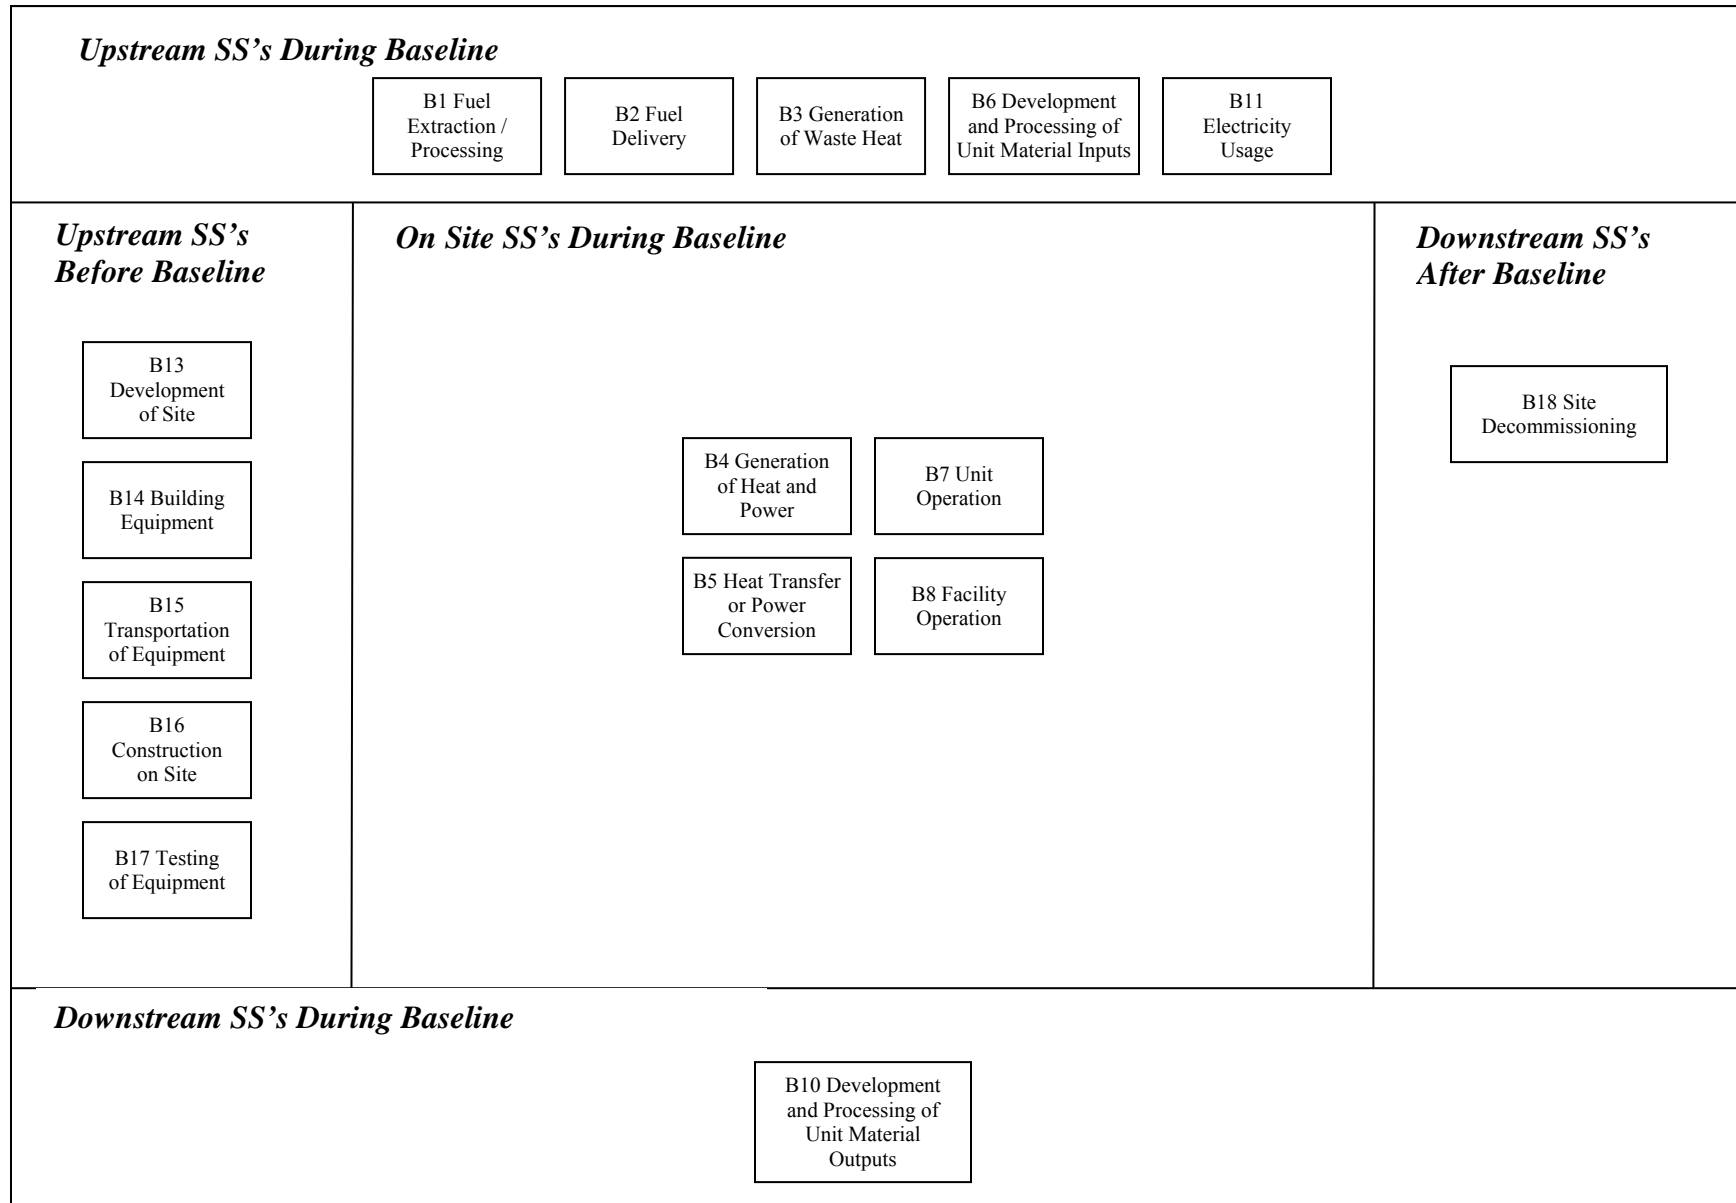 Upstream SS’s During Baseline
B1 Fuel
Extraction /
Processing
B2 Fuel
Delivery
B3 Generation
of Waste Heat
B6 Development
and Processing of
Unit Material Inputs
B11
Electricity
Usage
Upstream SS’s
Before Baseline
B13
Development
of Site
B14 Building
Equipment
B15
Transportation
of Equipment
B16
Construction
on Site
B17 Testing
of Equipment
On Site SS’s During Baseline
B4 Generation
of Heat and
Power
B7 Unit
Operation
B5 Heat Transfer
or Power
Conversion
B8 Facility
Operation
Downstream SS’s
After Baseline
B18 Site
Decommissioning
Downstream SS’s During Baseline
B10 Development
and Processing of
Unit Material
Outputs